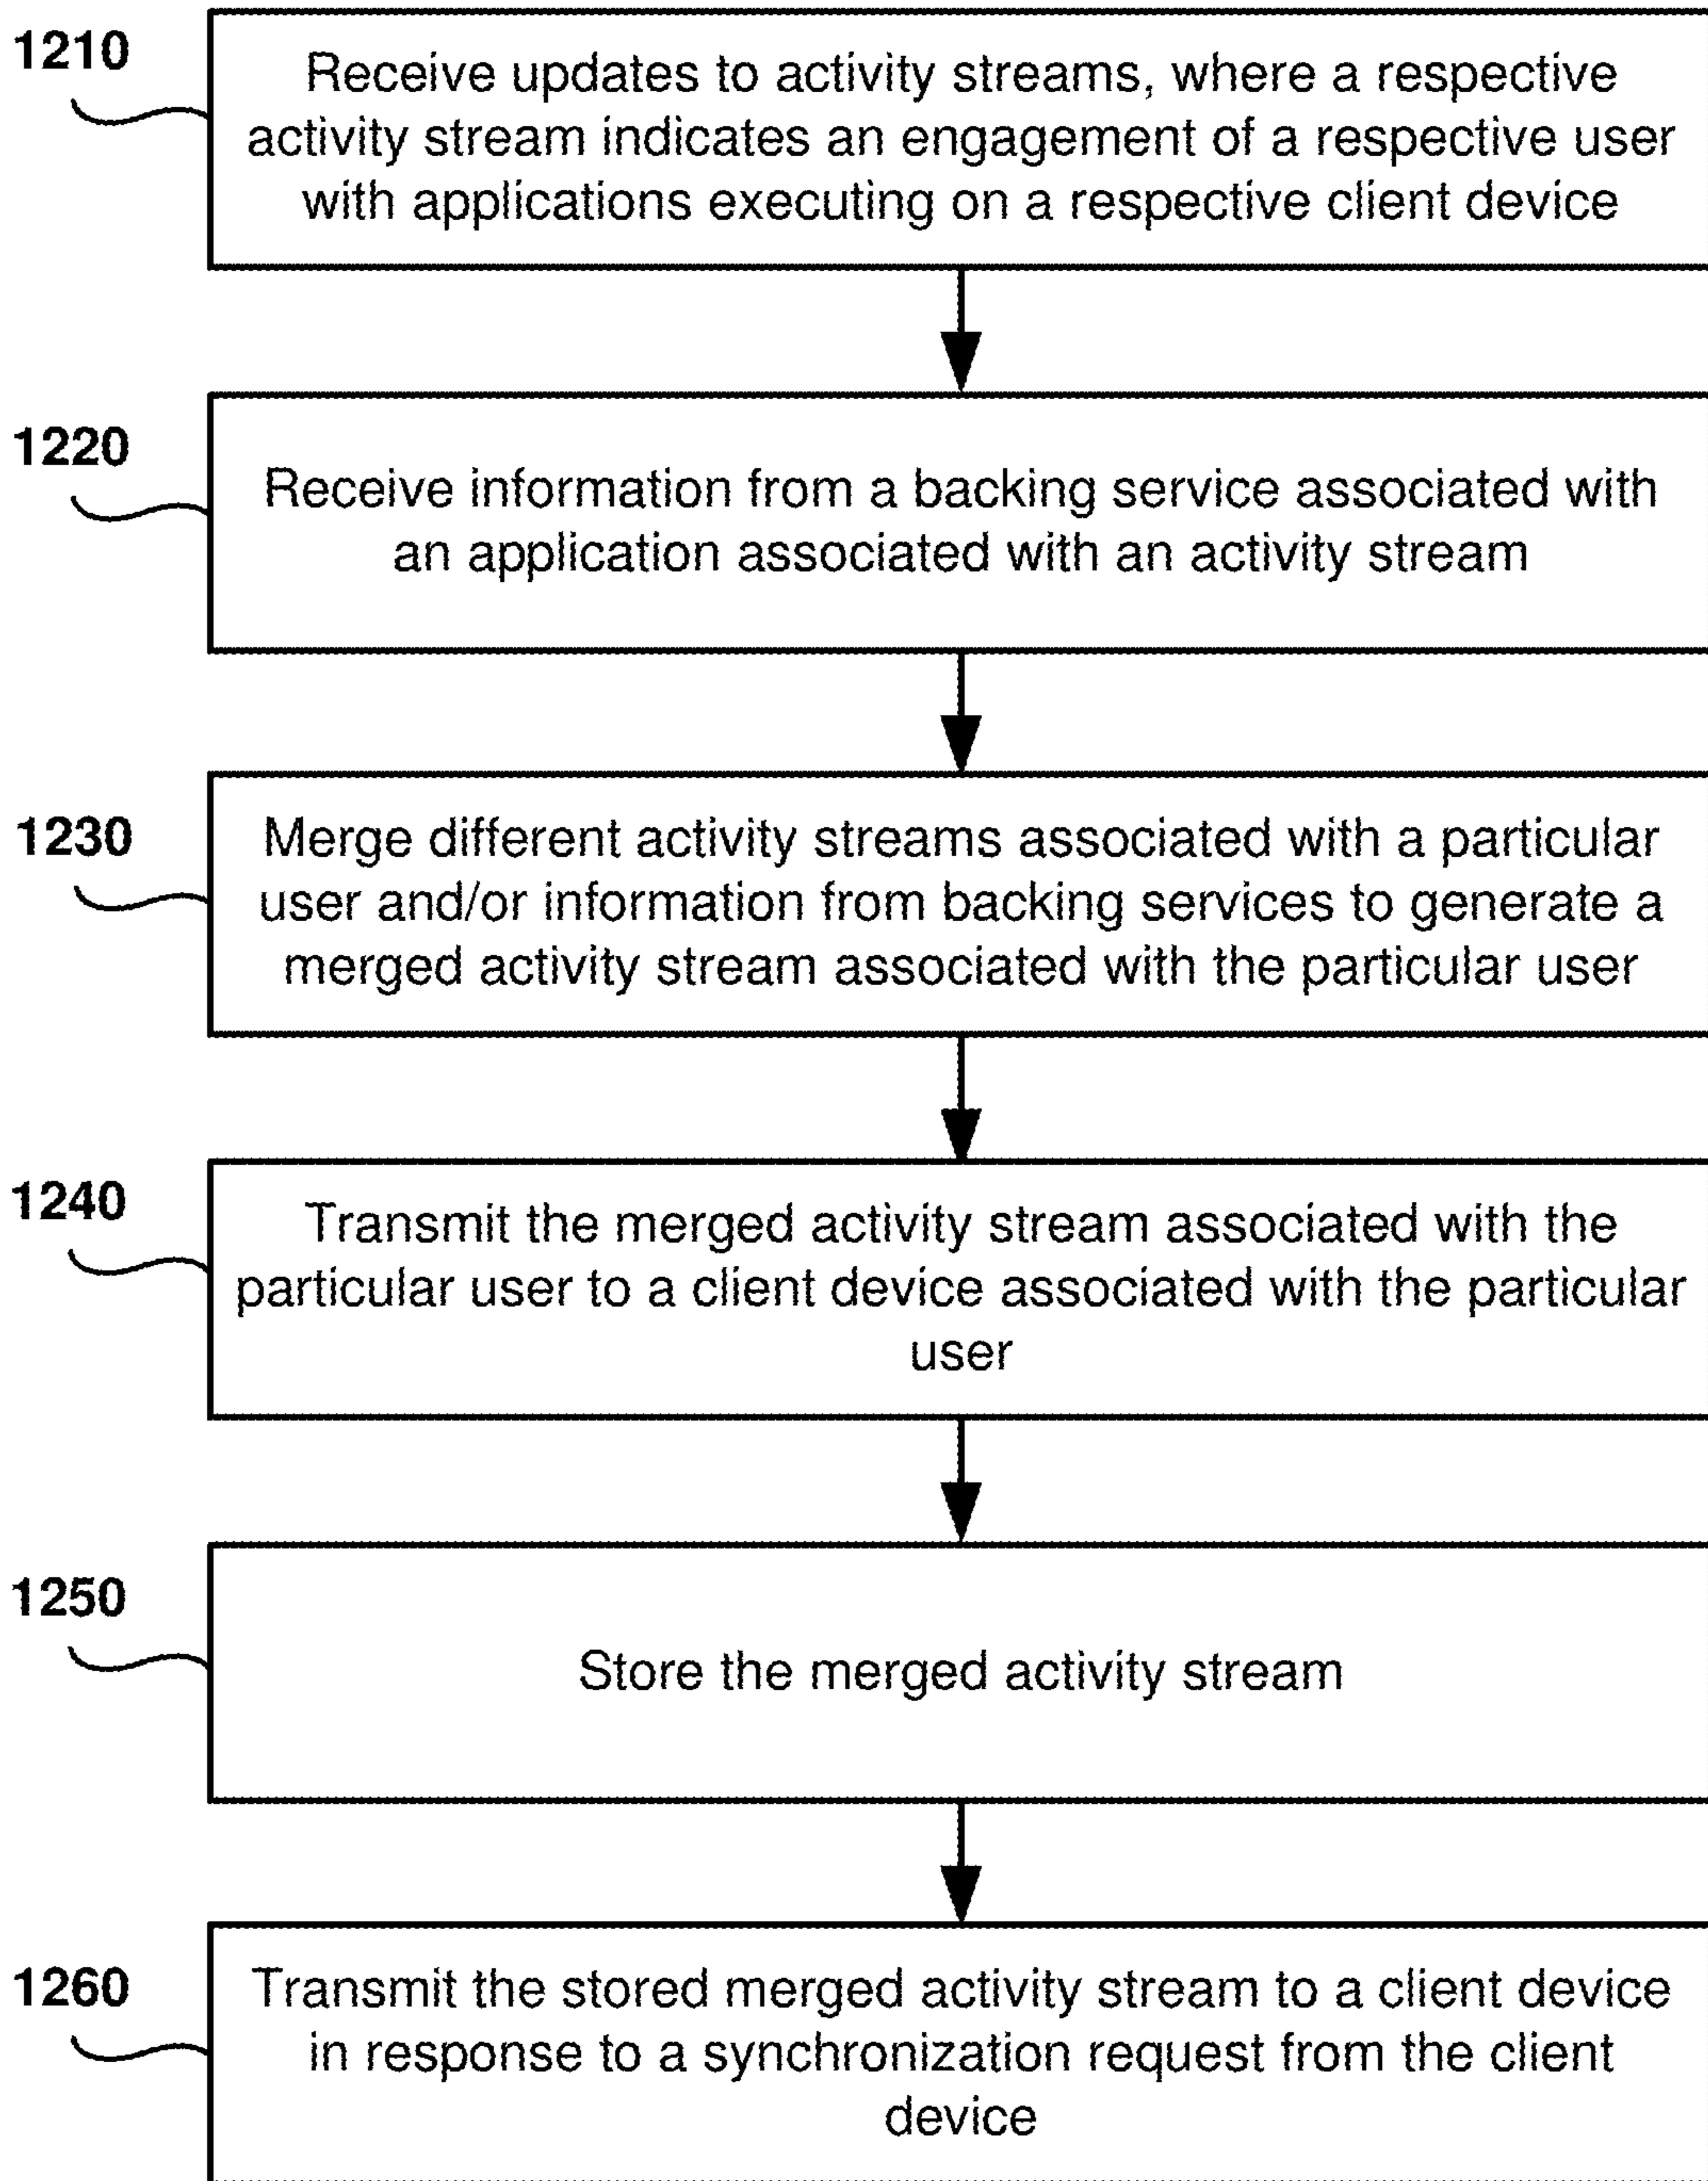 1210
Receive updates to activity streams, where a respective
activity stream indicates an engagement of a respective user
with applications executing on a respective client device
1220
Receive information from a backing service associated with
an application associated with an activity stream
1230
Merge different activity streams associated with a particular
user and/or information from backing services to generate a
merged activity stream associated with the particular user
1240
Transmit the merged activity stream associated with the
particular user to a client device associated with the particular
user
1250
Store the merged activity stream
1260
Transmit the stored merged activity stream to a client device
in response to a synchronization request from the client
device